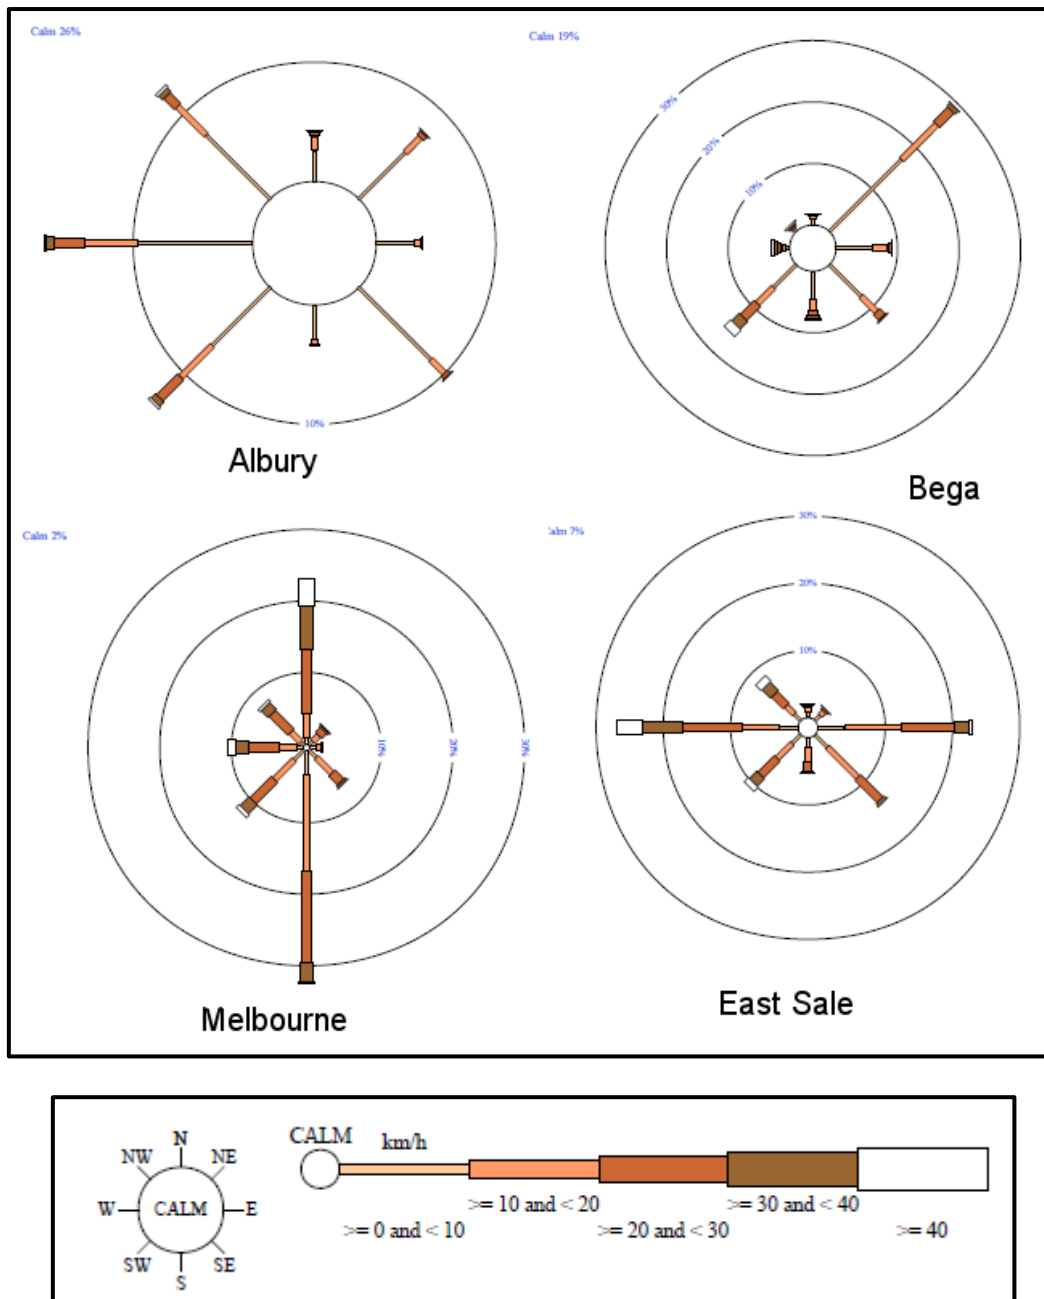 Calm 26%
Calm 19%
30%
20%
10%
10%
Albury
Bega
Calm 2%
alm 7%
30%
20%
10%
10%
20%
30%
Melbourne
East Sale
N
NW
NE
W
CALM
E
SW
SE
S
CALM
km/h
>= 10 and < 20
>= 30 and < 40
>= 0 and < 10
>= 20 and < 30
>= 40